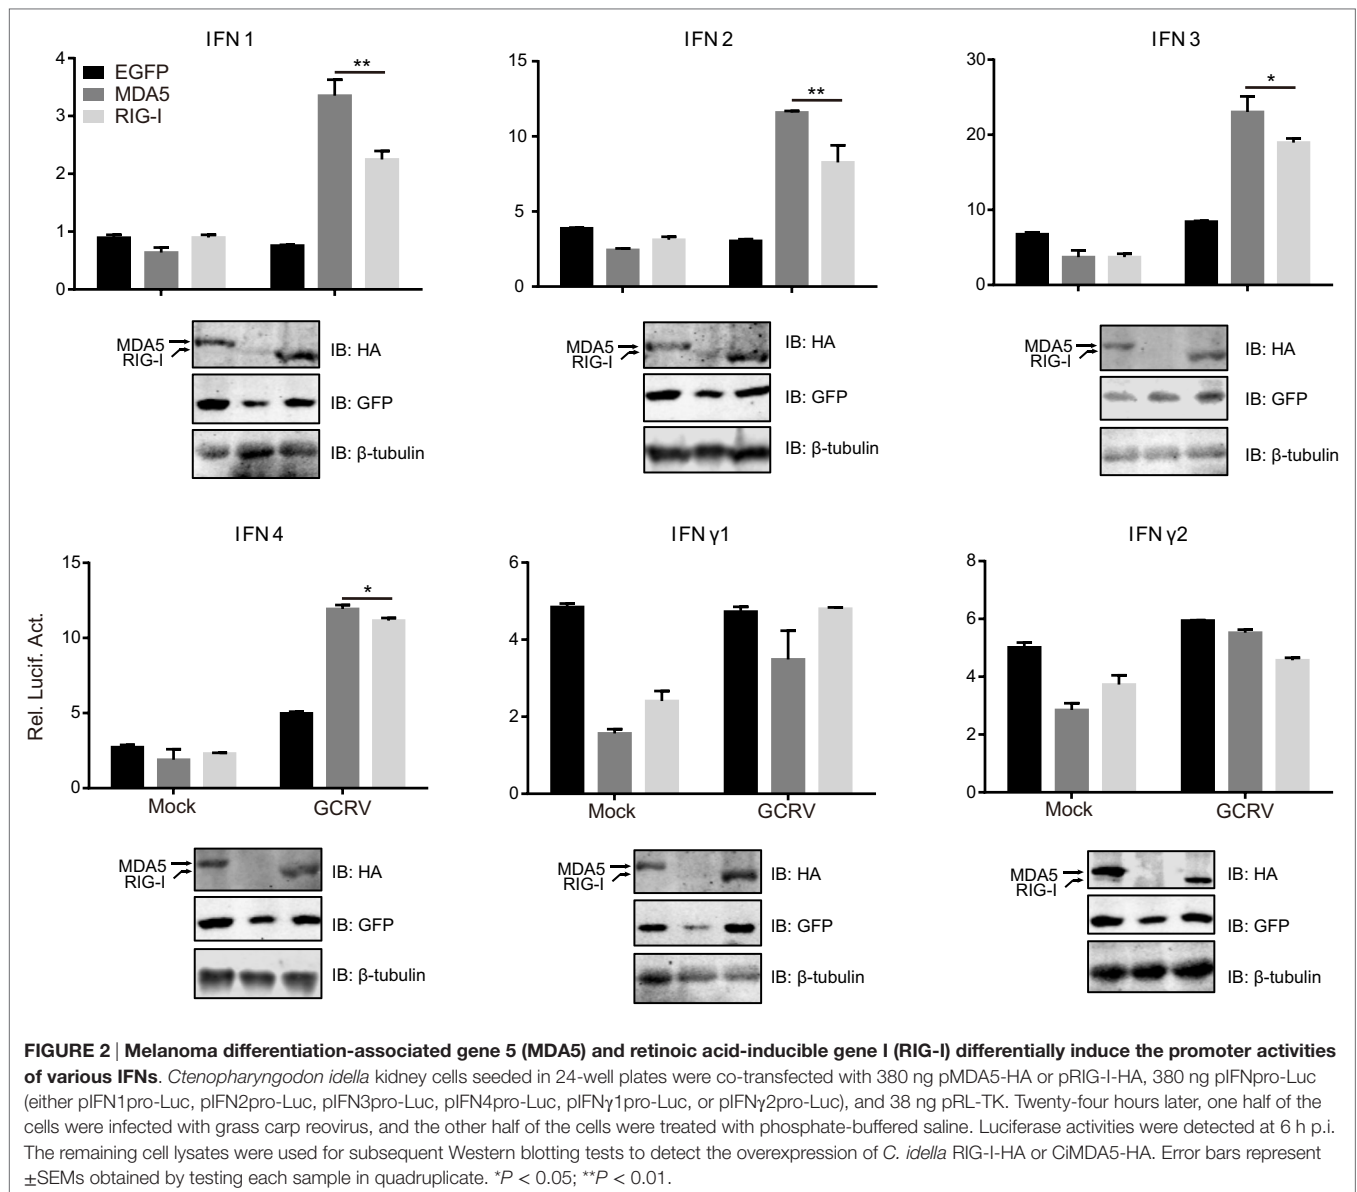 IFN 1
4
3
2
1
0
EGFP
MDA5
RIG-I
**
MDA5
RIG-I
IB: HA
IB: GFP
IB: β-tubulin
IFN 2
15
10
5
0
**
MDA5
RIG-I
IB: HA
IB: GFP
IB: β-tubulin
IFN 3
30
20
10
0
*
MDA5
RIG-I
IB: HA
IB: GFP
IB: β-tubulin
IFN 4
Rel. Lucif. Act.
15
10
5
0
*
Mock
GCRV
MDA5
RIG-I
IB: HA
IB: GFP
IB: β-tubulin
IFN γ1
6
4
2
0
Mock
GCRV
MDA5
RIG-I
IB: HA
IB: GFP
IB: β-tubulin
IFN γ2
8
6
4
2
0
Mock
GCRV
MDA5
RIG-I
IB: HA
IB: GFP
IB: β-tubulin
FIGURE 2 | Melanoma differentiation-associated gene 5 (MDA5) and retinoic acid-inducible gene I (RIG-I) differentially induce the promoter activities
of various IFNs. Ctenopharyngodon idella kidney cells seeded in 24-well plates were co-transfected with 380 ng pMDA5-HA or pRIG-I-HA, 380 ng pIFNpro-Luc
(either pIFN1pro-Luc, pIFN2pro-Luc, pIFN3pro-Luc, pIFN4pro-Luc, pIFNγ1pro-Luc, or pIFNγ2pro-Luc), and 38 ng pRL-TK. Twenty-four hours later, one half of the
cells were infected with grass carp reovirus, and the other half of the cells were treated with phosphate-buffered saline. Luciferase activities were detected at 6 h p.i.
The remaining cell lysates were used for subsequent Western blotting tests to detect the overexpression of C. idella RIG-I-HA or CiMDA5-HA. Error bars represent
±SEMs obtained by testing each sample in quadruplicate. *P < 0.05; **P < 0.01.